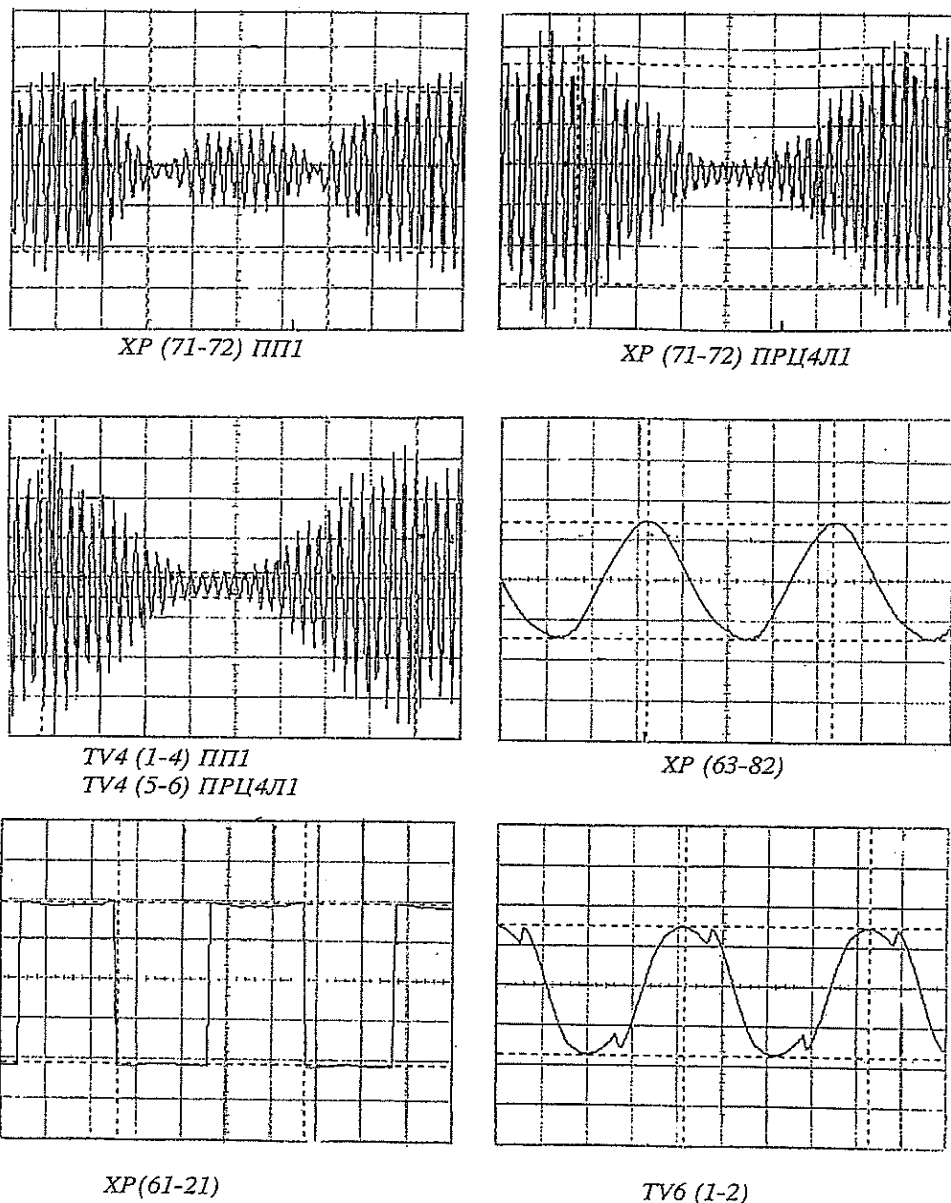 XP (71-72) ПП1
XP (71-72) ПРЦ4Л1
TV4 (1-4) ПП1
TV4 (5-6) ПРЦ4Л1
XP (63-82)
XP(61-21)
TV6 (1-2)